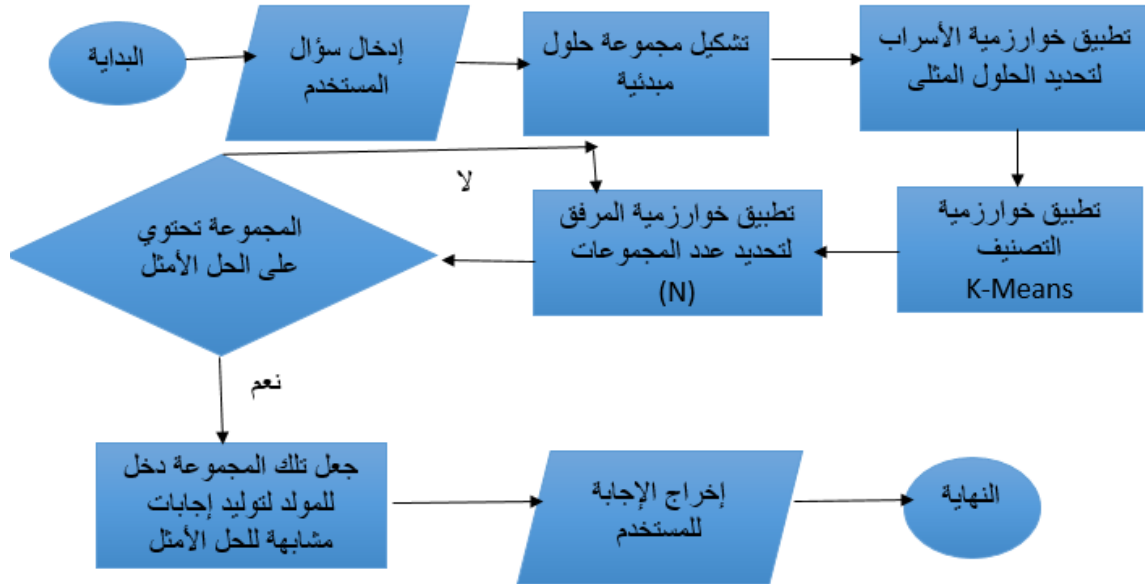 البداية
إدخال سؤال
المستخدم
تشكيل مجموعة حلول
مبدئية
تطبيق خوارزمية الأسراب
لتحديد الحلول المثلى
تطبيق خوارزمية
التصنيف
K-Means
تطبيق خوارزمية المرفق
لتحديد عدد المجموعات
(N)
المجموعة تحتوي
على الحل الأمثل
لا
نعم
جعل تلك المجموعة دخل
للمولد لتوليد إجابات
مشابهة للحل الأمثل
إخراج الإجابة
للمستخدم
النهاية